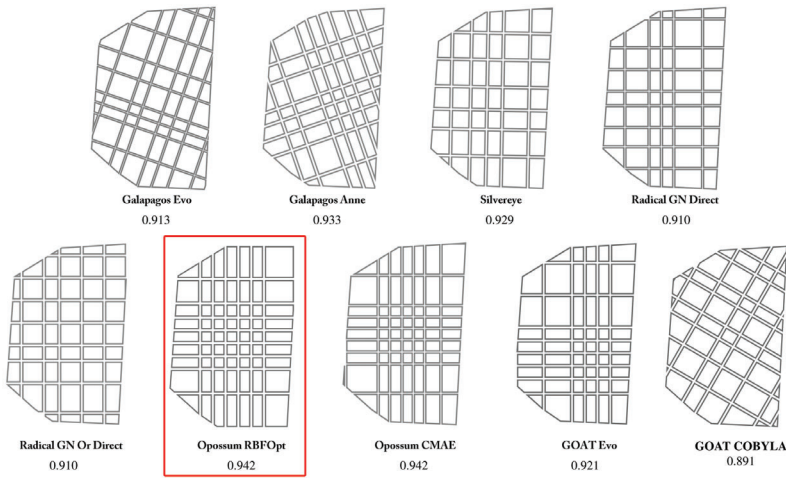 Galapagos Evo
0.913
Galapagos Anne
0.933
Silvereye
0.929
Radical GN Direct
0.910
Radical GN Or Direct
0.910
Opossum RBFOpt
0.942
Opossum CMAE
0.942
GOAT Evo
0.921
GOAT COBYLA
0.891